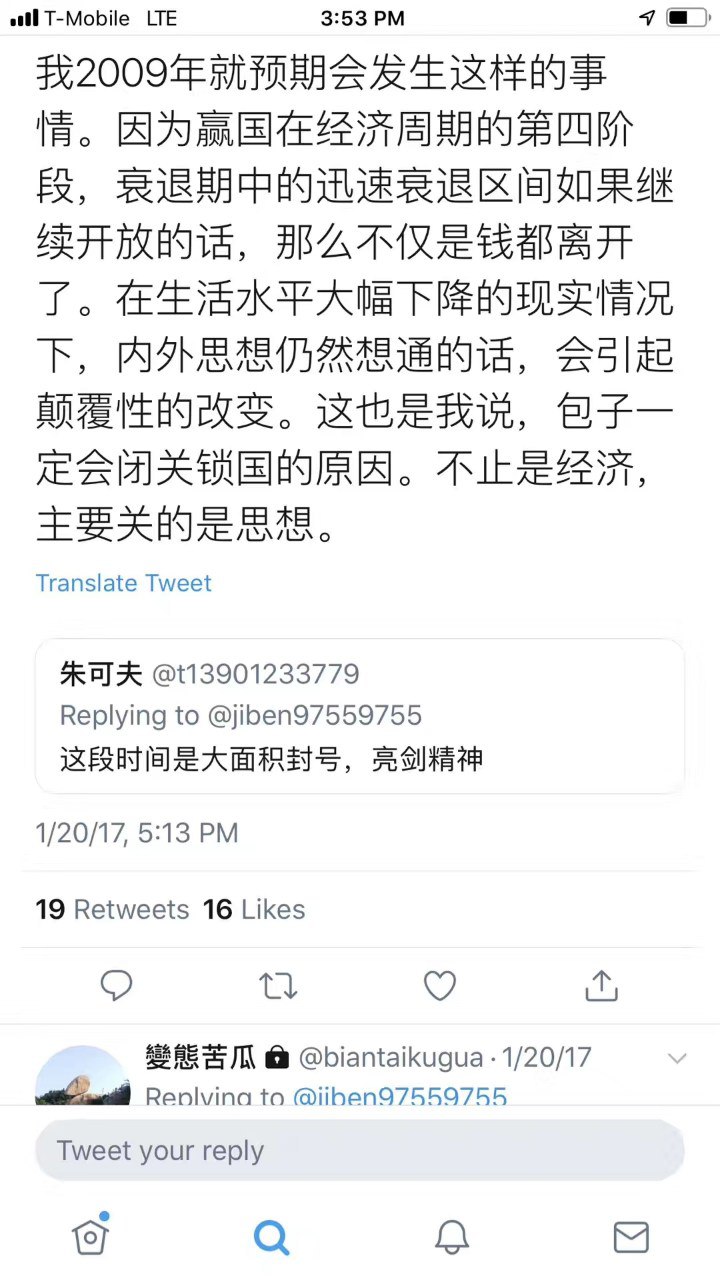 T-Mobile LTE 3:53 PM
我2009年就预期会发生这样的事
情。因为赢国在经济周期的第四阶
段，衰退期中的迅速衰退区间如果继
续开放的话，那么不仅是钱都离开
了。在生活水平大幅下降的现实情况
下，内外思想仍然想通的话，会引起
颠覆性的改变。这也是我说，包子一
定会闭关锁国的原因。不止是经济，
主要关的是思想。
Translate Tweet
朱可夫 @t13901233779
Replying to @jiben97559755
这段时间是大面积封号，亮剑精神
1/20/17, 5:13 PM
19 Retweets 16 Likes
變態苦瓜 @biantaikugua · 1/20/17
Replying to @jiben97559755
Tweet your reply